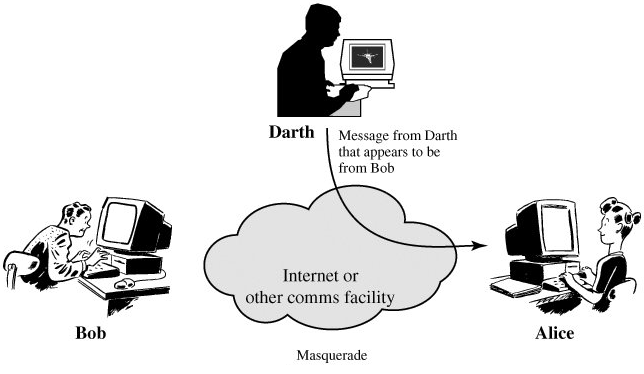 Darth
Message from Darth
that appears to be
from Bob
Internet or
other comms facility
Bob
Alice
Masquerade